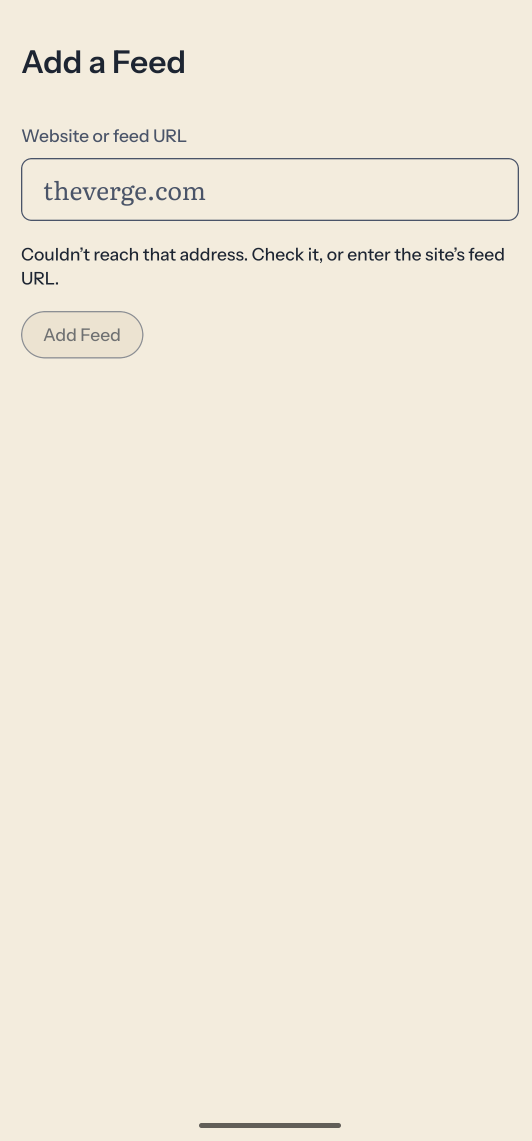 Add a Feed
Website or feed URL
theverge.com
Couldn’t reach that address. Check it, or enter the site’s feed
URL.
Add Feed